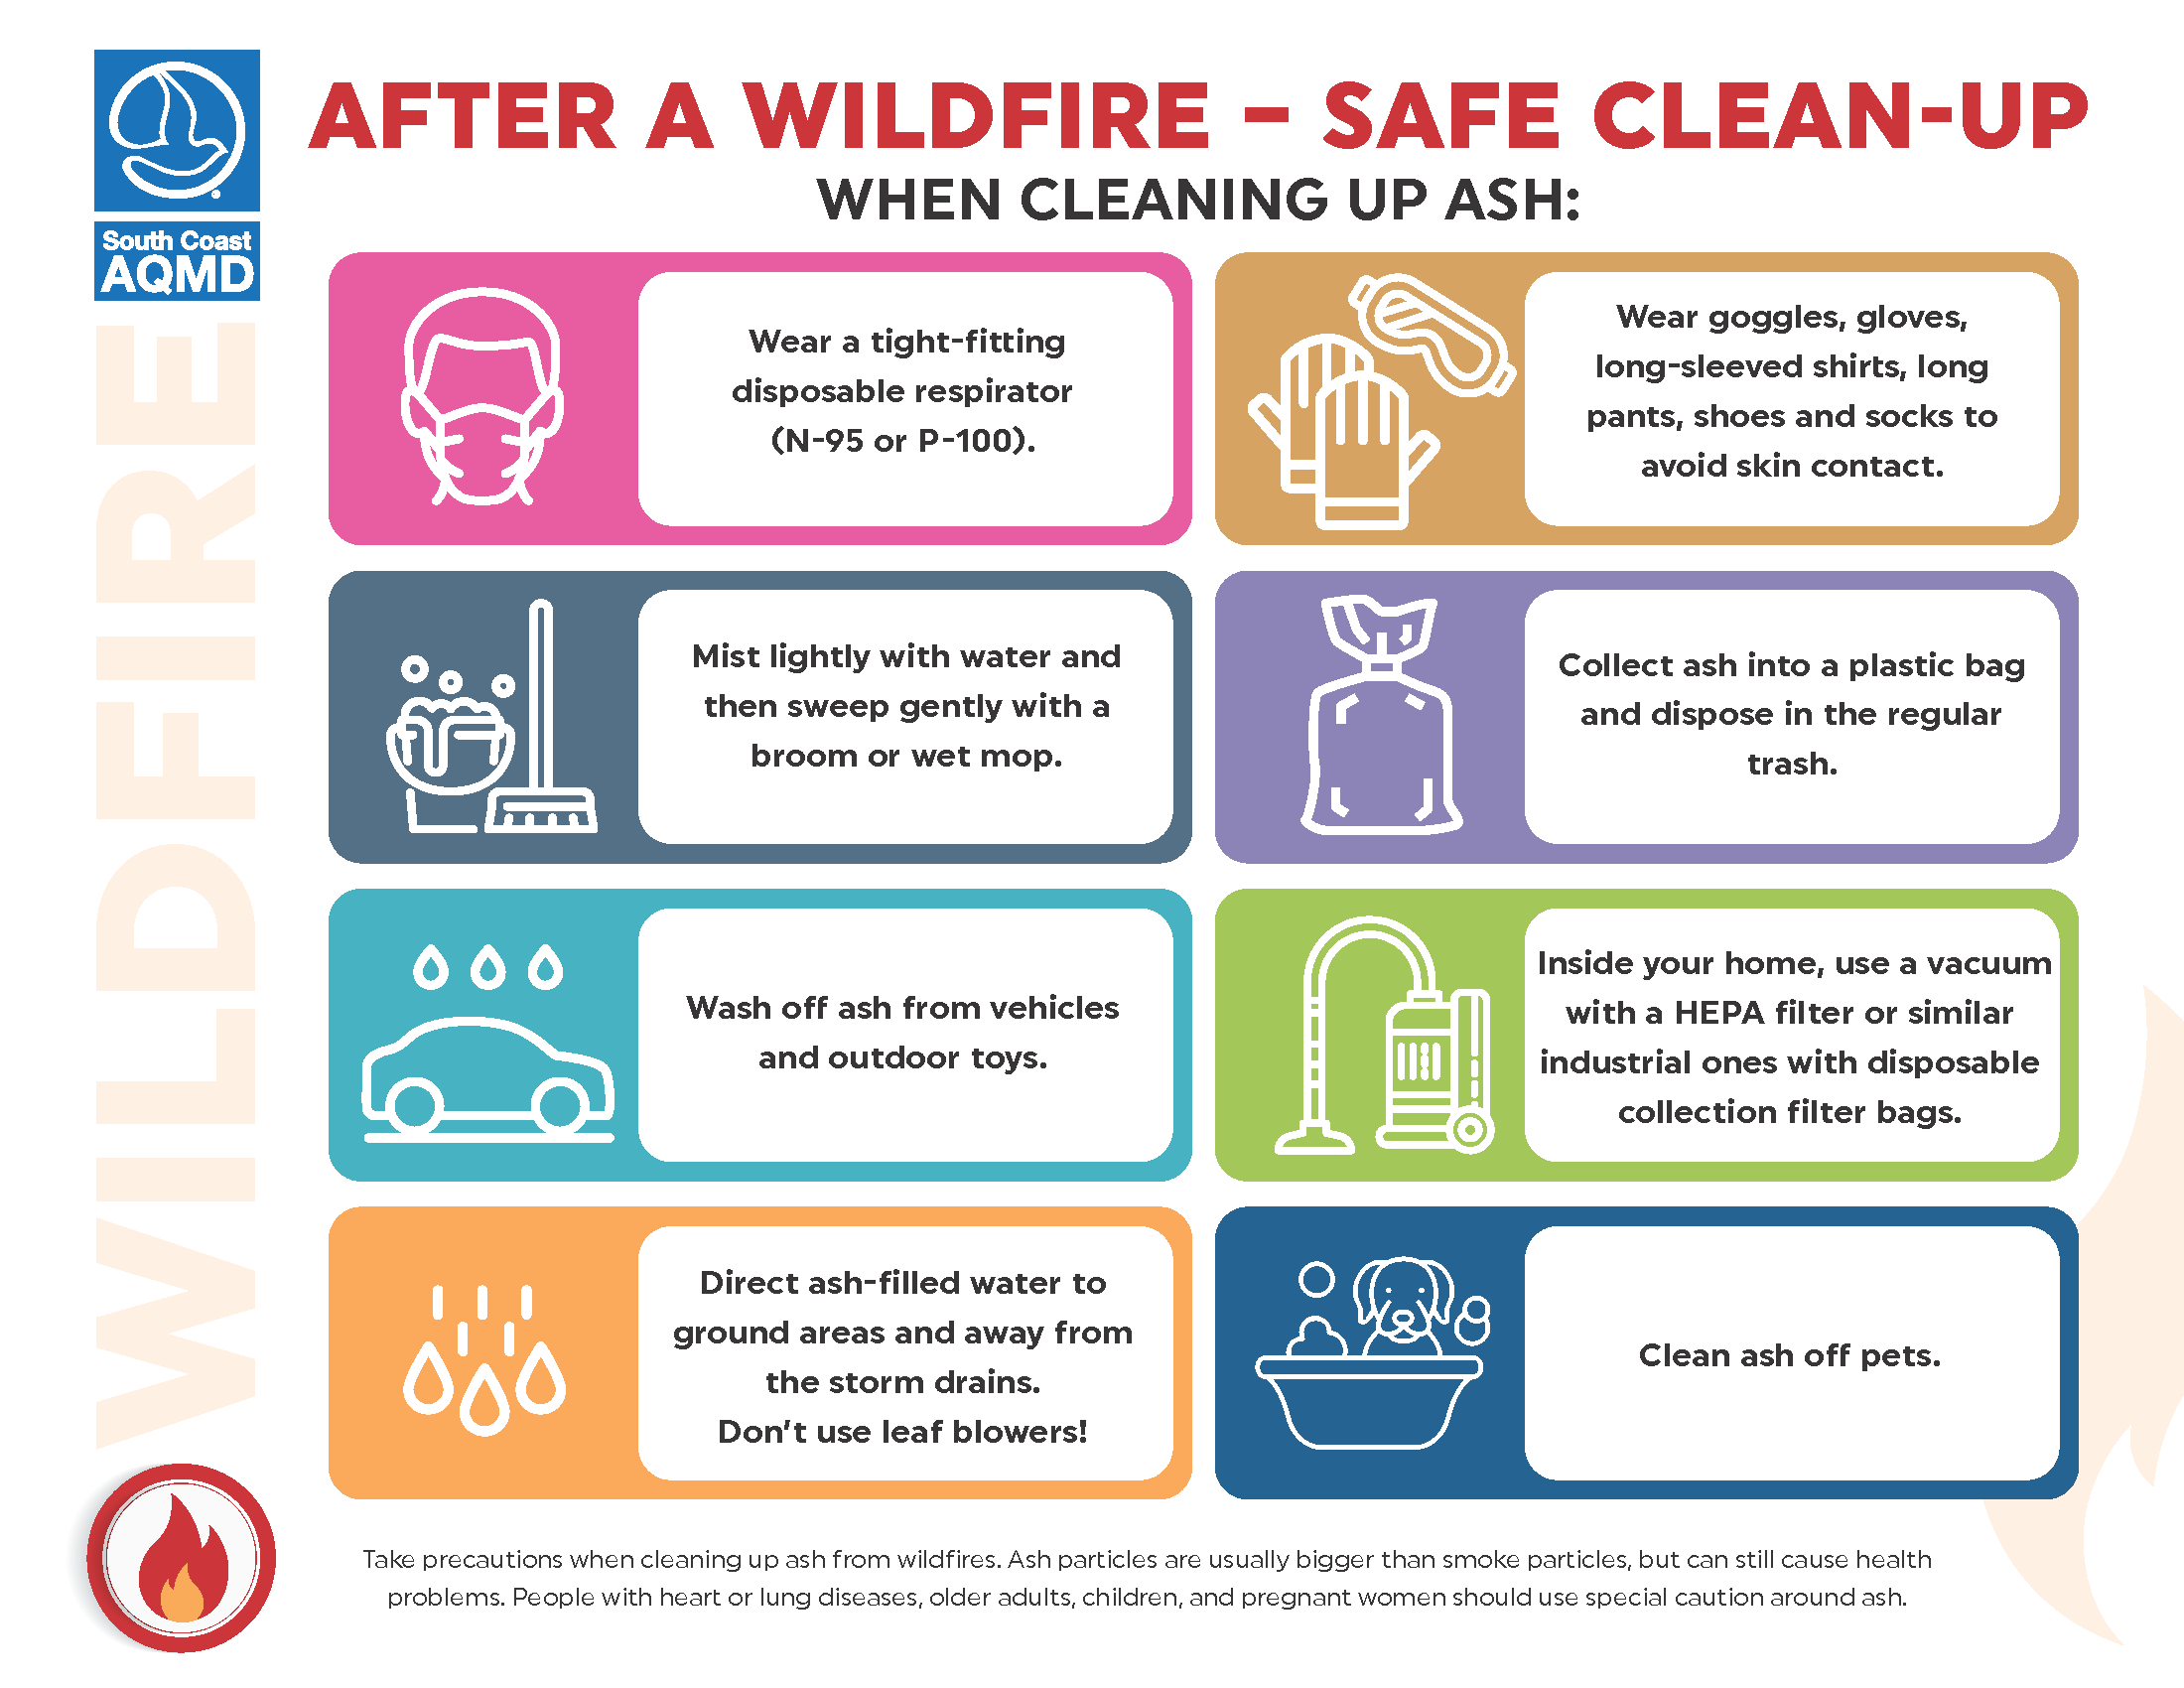 AFTER A WILDFIRE – SAFE CLEAN-UP
WHEN CLEANING UP ASH:
South Coast
AQMD
WILDFIRE
Wear a tight-fitting
disposable respirator
(N-95 or P-100).
Wear goggles, gloves,
long-sleeved shirts, long
pants, shoes and socks to
avoid skin contact.
Mist lightly with water and
then sweep gently with a
broom or wet mop.
Collect ash into a plastic bag
and dispose in the regular
trash.
Wash off ash from vehicles
and outdoor toys.
Inside your home, use a vacuum
with a HEPA filter or similar
industrial ones with disposable
collection filter bags.
Direct ash-filled water to
ground areas and away from
the storm drains.
Don't use leaf blowers!
Clean ash off pets.
Take precautions when cleaning up ash from wildfires. Ash particles are usually bigger than smoke particles, but can still cause health
problems. People with heart or lung diseases, older adults, children, and pregnant women should use special caution around ash.